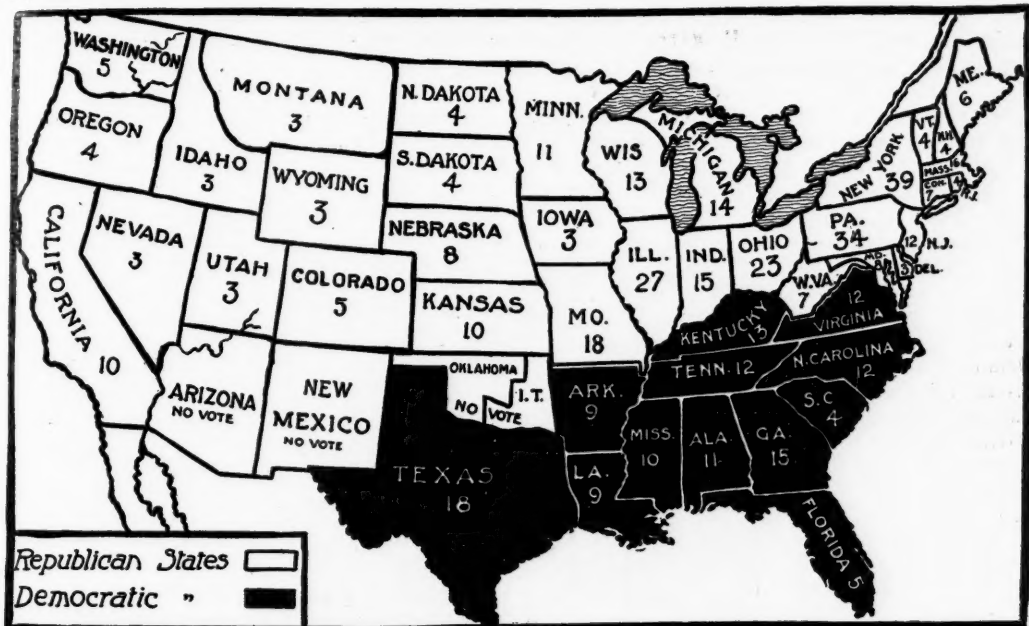 WASHINGTON
5
OREGON
4
CALIFORNIA
10
NEVADA
3
IDAHO
3
MONTANA
3
WYOMING
3
UTAH
3
COLORADO
5
ARIZONA
NO VOTE
NEW
MEXICO
NO VOTE
N. DAKOTA
4
S. DAKOTA
4
NEBRASKA
8
KANSAS
10
OKLAHOMA
I.T.
NO VOTE
TEXAS
18
MINN.
11
IOWA
3
MO.
18
ARK.
9
LA.
9
WIS
13
ILL.
27
MICHIGAN
14
IND.
15
OHIO
23
KENTUCKY
13
TENN. 12
MISS.
10
ALA.
11
GA.
15
FLORIDA 5
S.C
4
N. CAROLINA
12
12
VIRGINIA
W.VA.
7
MD.
3 DEL.
PA.
34
12 N.J.
NEW YORK
39
CON.
7
4 R.I.
MASS. 16
VT.
4
N.H.
4
ME.
6
Republican States
Democratic "